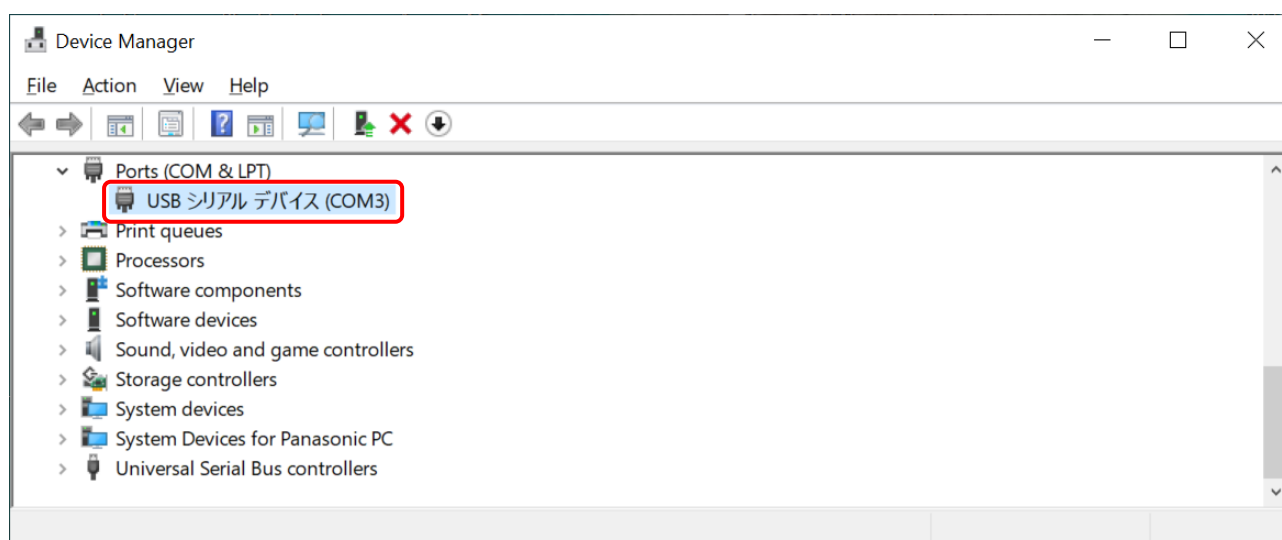 Device Manager
File Action View Help
Ports (COM & LPT)
USB シリアル デバイス (COM3)
Print queues
Processors
Software components
Software devices
Sound, video and game controllers
Storage controllers
System devices
System Devices for Panasonic PC
Universal Serial Bus controllers